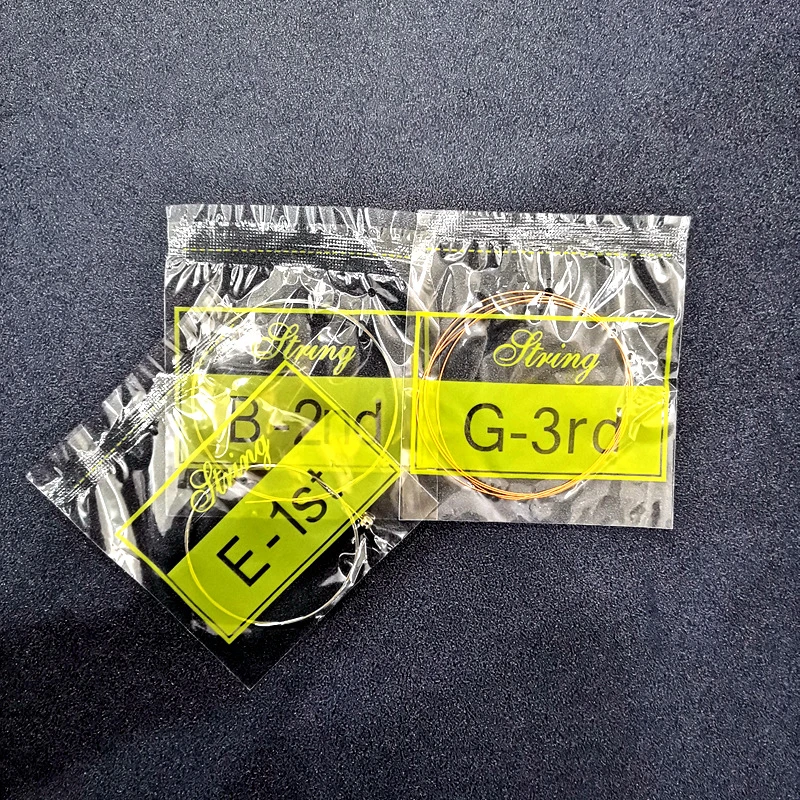 String
B-2nd
String
G-3rd
String
E-1st